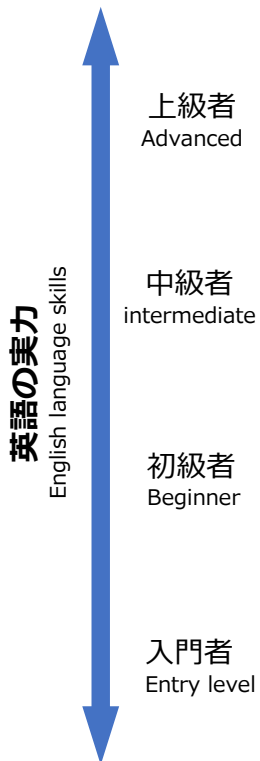 上級者
Advanced
中級者
intermediate
英語の実力
English language skills
初級者
Beginner
入門者
Entry level